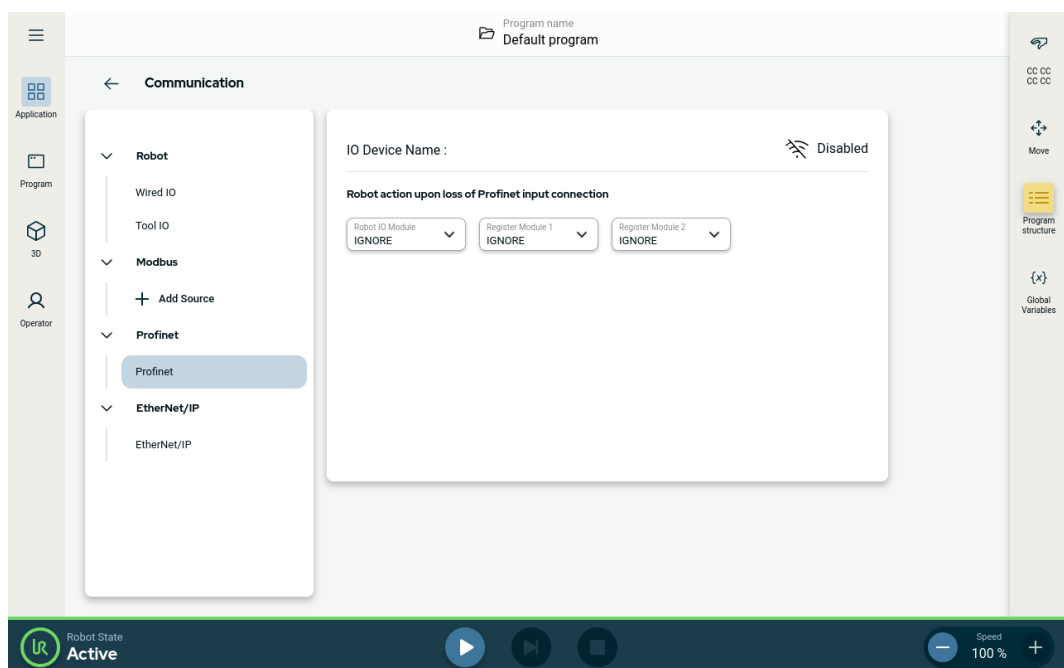 Program name
Default program
Communication
Application
Program
3D
Operator
Robot
Wired IO
Tool IO
Modbus
Add Source
Profinet
Profinet
EtherNet/IP
EtherNet/IP
IO Device Name :
Disabled
Robot action upon loss of Profinet input connection
Robot IO Module
IGNORE
Register Module 1
IGNORE
Register Module 2
IGNORE
CC CC
CC CC
Move
Program
structure
{x}
Global
Variables
UR
Robot State
Active
Speed
100 %